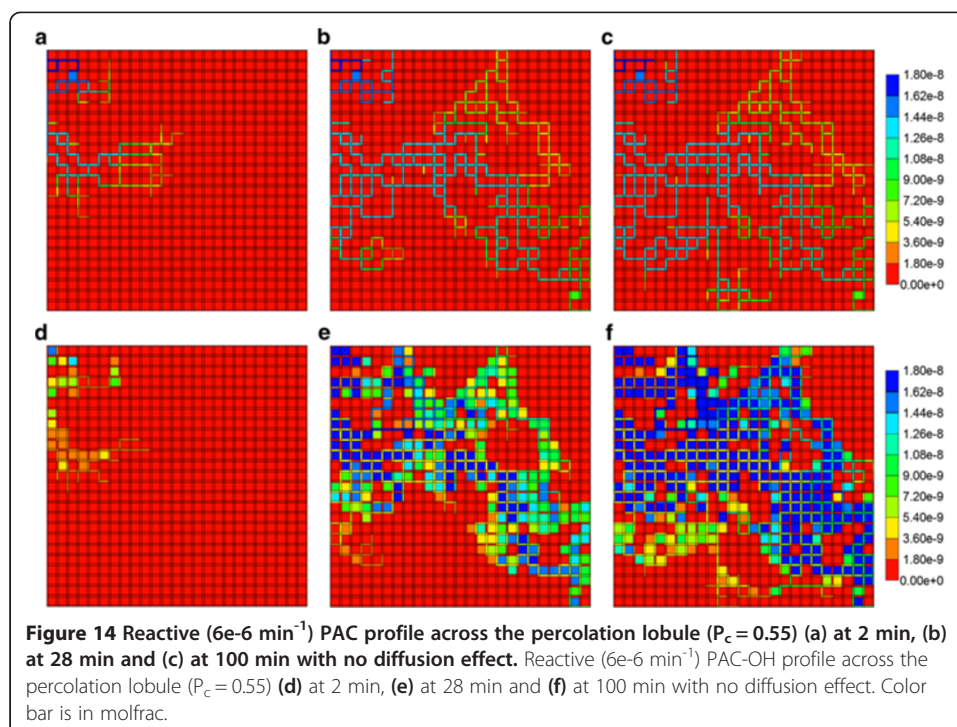 a
b
c
1.80e-8
1.62e-8
1.44e-8
1.26e-8
1.08e-8
9.00e-9
7.20e-9
5.40e-9
3.60e-9
1.80e-9
0.00e+0
d
e
f
1.80e-8
1.62e-8
1.44e-8
1.26e-8
1.08e-8
9.00e-9
7.20e-9
5.40e-9
3.60e-9
1.80e-9
0.00e+0
Figure 14 Reactive (6e-6 min⁻¹) PAC profile across the percolation lobule (P꜀ = 0.55) (a) at 2 min, (b)
at 28 min and (c) at 100 min with no diffusion effect. Reactive (6e-6 min⁻¹) PAC-OH profile across the
percolation lobule (P꜀ = 0.55) (d) at 2 min, (e) at 28 min and (f) at 100 min with no diffusion effect. Color
bar is in molfrac.